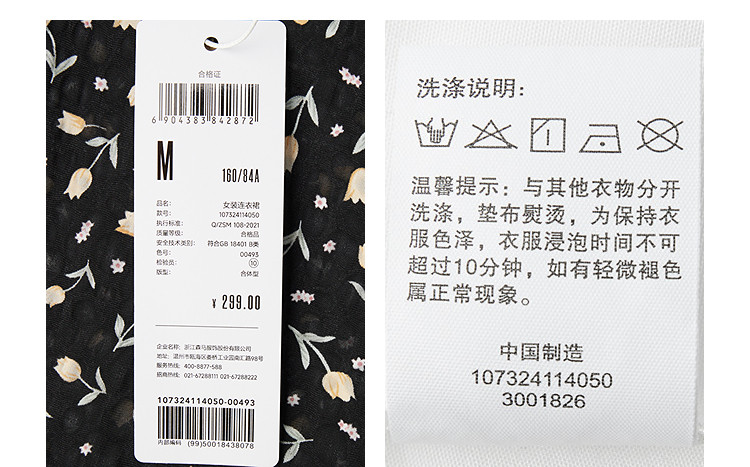 合格证
6904383842872
M
160/84A
品名: 女装连衣裙
款号: 107324114050
执行标准: Q/ZSM 108-2021
质量等级: 合格品
安全技术类别: 符合GB 18401 B类
色号: 00493
检验员: 10
版型: 合体型
¥ 299.00
企业名称: 浙江森马服饰股份有限公司
地址: 温州市瓯海区娄桥工业园南汇路98号
服务热线: 400-8877-588
招商热线: 021-67288111 021-67288222
107324114050-00493
内部编码 (99)50018438078
洗涤说明:
温馨提示: 与其他衣物分开
洗涤，垫布熨烫，为保持衣
服色泽，衣服浸泡时间不可
超过10分钟，如有轻微褪色
属正常现象。
中国制造
107324114050
3001826